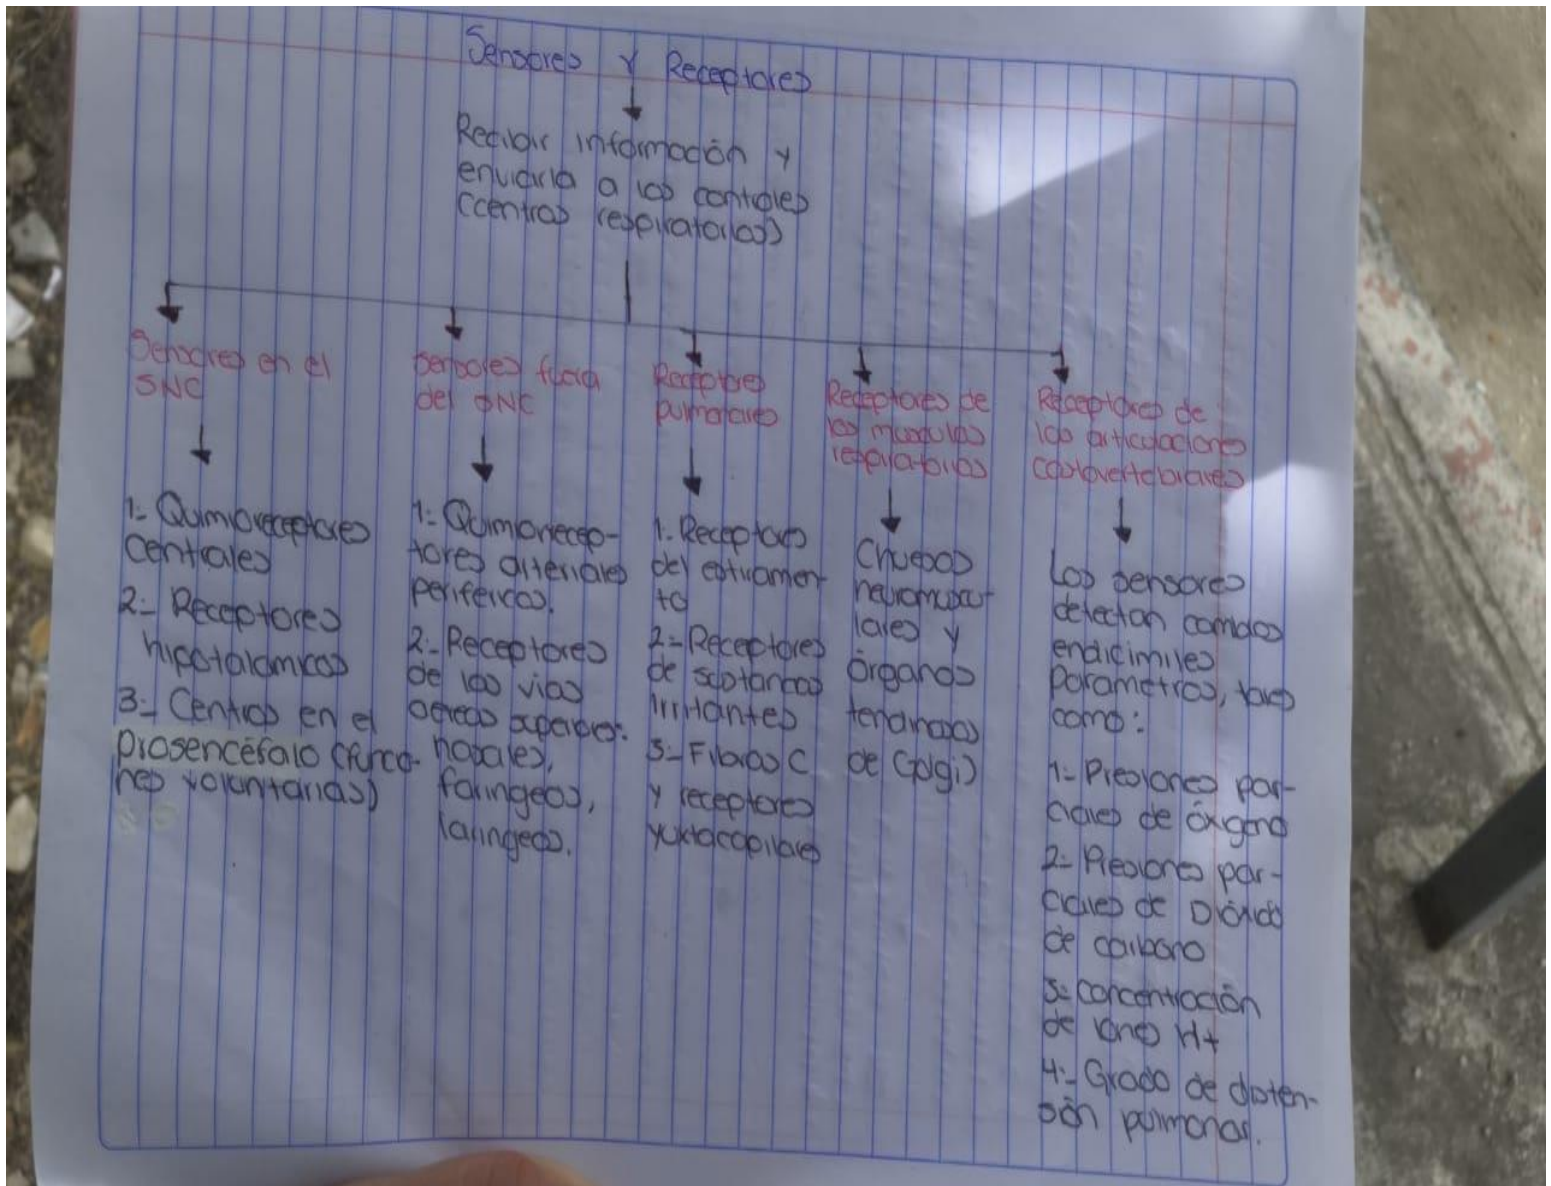 Sensores y Receptores
Recibir información y
enviarla a los controles
(centros respiratorios)
Sensores en el
SNC
1.- Quimioreceptores
Centrales
2.- Receptores
hipotalámicos
3.- Centros en el
prosencéfalo (funcio-
nes voluntarias)
Sensores fuera
del SNC
1.- Quimiorecep-
tores arteriales
periféricos.
2.- Receptores
de las vías
aéreas superiores:
nasales,
faríngeos,
laríngeos.
Receptores
pulmonares
1.- Receptores
del estiramien-
to
2.- Receptores
de sustancias
irritantes
3.- Fibras C
y receptores
yuxtacapilares
Receptores de
los musculos
respiratorios
(husos
neuromuscu-
lares y
órganos
tendinosos
de Golgi)
Receptores de
las articulaciones
costovertebrales
Los sensores
detectan cambios
en
parametros, tales
como:
1.- Presiones par-
ciales de óxigeno
2.- Presiones par-
ciales de Dióxido
de carbono
3.- Concentración
de iones H+
4.- Grado de disten-
sión pulmonar.